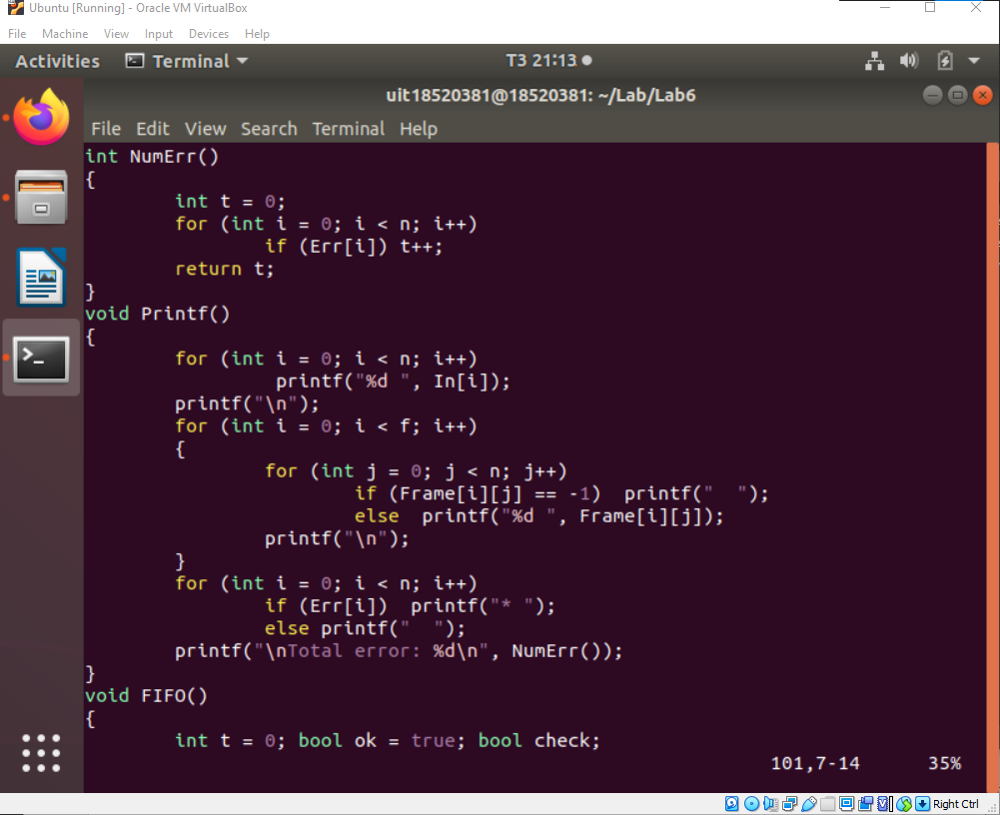 Ubuntu [Running] - Oracle VM VirtualBox
File Machine View Input Devices Help
Activities Terminal T3 21:13
uit18520381@18520381: ~/Lab/Lab6
File Edit View Search Terminal Help
int NumErr()
{
        int t = 0;
        for (int i = 0; i < n; i++)
                if (Err[i]) t++;
        return t;
}
void Printf()
{
        for (int i = 0; i < n; i++)
                 printf("%d ", In[i]);
        printf("\n");
        for (int i = 0; i < f; i++)
        {
                for (int j = 0; j < n; j++)
                        if (Frame[i][j] == -1)  printf("  ");
                        else  printf("%d ", Frame[i][j]);
                printf("\n");
        }
        for (int i = 0; i < n; i++)
                if (Err[i])  printf("* ");
                else printf("  ");
        printf("\nTotal error: %d\n", NumErr());
}
void FIFO()
{
        int t = 0; bool ok = true; bool check;
101,7-14 35%
Right Ctrl